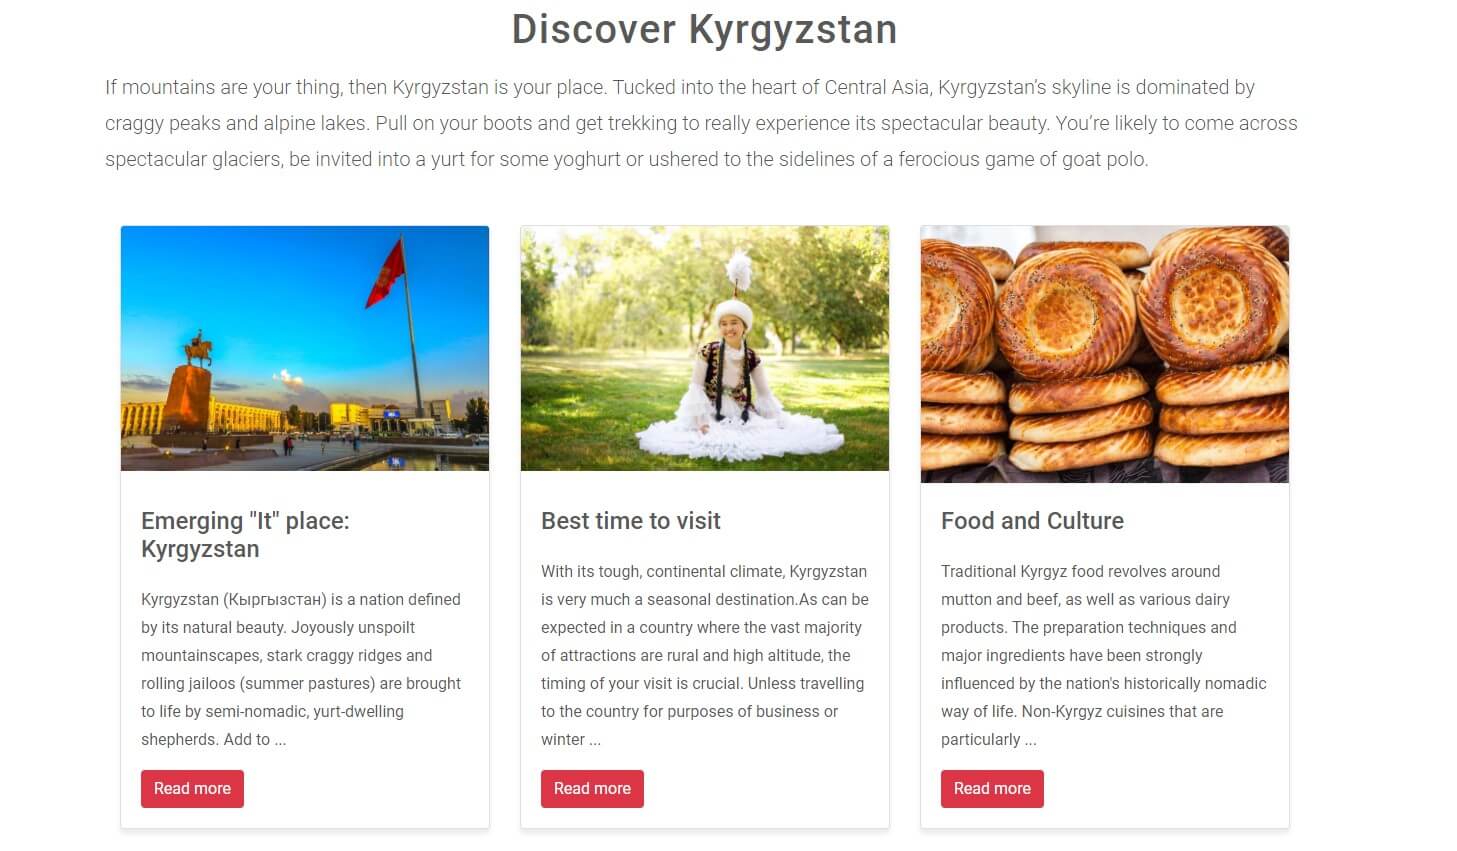 Discover Kyrgyzstan
If mountains are your thing, then Kyrgyzstan is your place. Tucked into the heart of Central Asia, Kyrgyzstan’s skyline is dominated by
craggy peaks and alpine lakes. Pull on your boots and get trekking to really experience its spectacular beauty. You’re likely to come across
spectacular glaciers, be invited into a yurt for some yoghurt or ushered to the sidelines of a ferocious game of goat polo.
Emerging "It" place:
Kyrgyzstan
Kyrgyzstan (Кыргызстан) is a nation defined
by its natural beauty. Joyously unspoilt
mountainscapes, stark craggy ridges and
rolling jailoos (summer pastures) are brought
to life by semi-nomadic, yurt-dwelling
shepherds. Add to ...
Read more
Best time to visit
With its tough, continental climate, Kyrgyzstan
is very much a seasonal destination.As can be
expected in a country where the vast majority
of attractions are rural and high altitude, the
timing of your visit is crucial. Unless travelling
to the country for purposes of business or
winter ...
Read more
Food and Culture
Traditional Kyrgyz food revolves around
mutton and beef, as well as various dairy
products. The preparation techniques and
major ingredients have been strongly
influenced by the nation's historically nomadic
way of life. Non-Kyrgyz cuisines that are
particularly ...
Read more